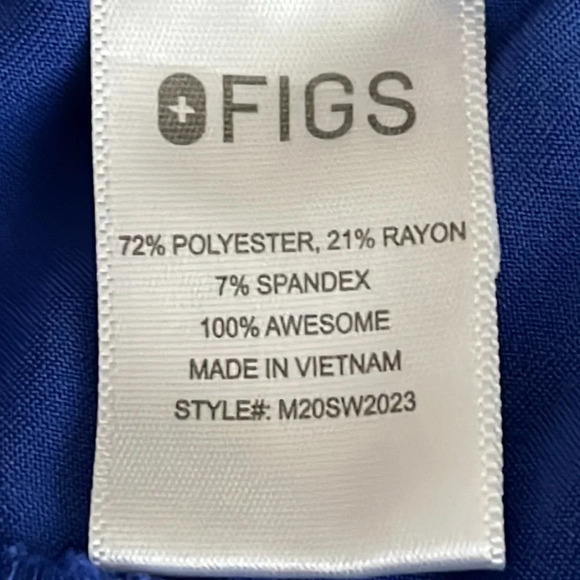 FIGS
72% POLYESTER, 21% RAYON
7% SPANDEX
100% AWESOME
MADE IN VIETNAM
STYLE#: M20SW2023